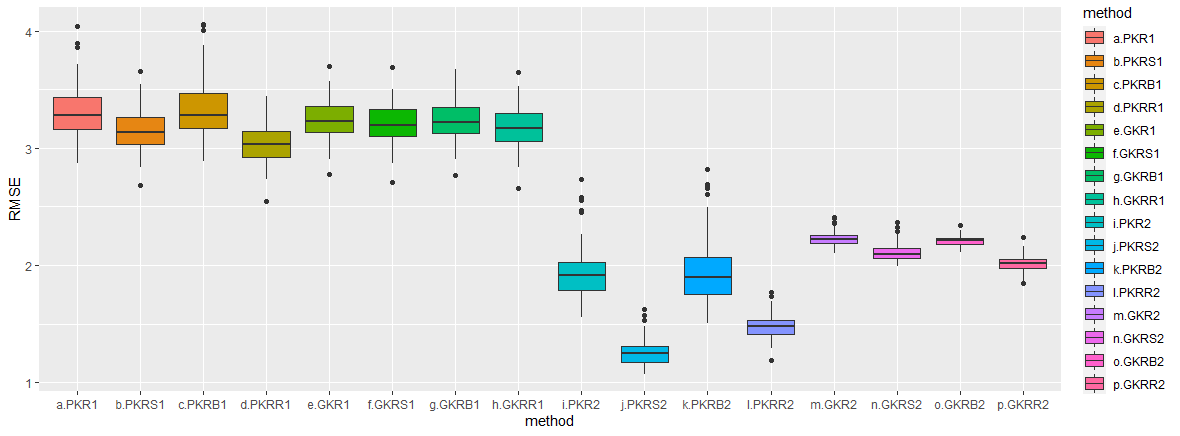 RMSE
4
3
2
1
a.PKR1 b.PKRS1 c.PKRB1 d.PKRR1 e.GKR1 f.GKRS1 g.GKRB1 h.GKRR1 i.PKR2 j.PKRS2 k.PKRB2 l.PKRR2 m.GKR2 n.GKRS2 o.GKRB2 p.GKRR2
method
method
a.PKR1
b.PKRS1
c.PKRB1
d.PKRR1
e.GKR1
f.GKRS1
g.GKRB1
h.GKRR1
i.PKR2
j.PKRS2
k.PKRB2
l.PKRR2
m.GKR2
n.GKRS2
o.GKRB2
p.GKRR2